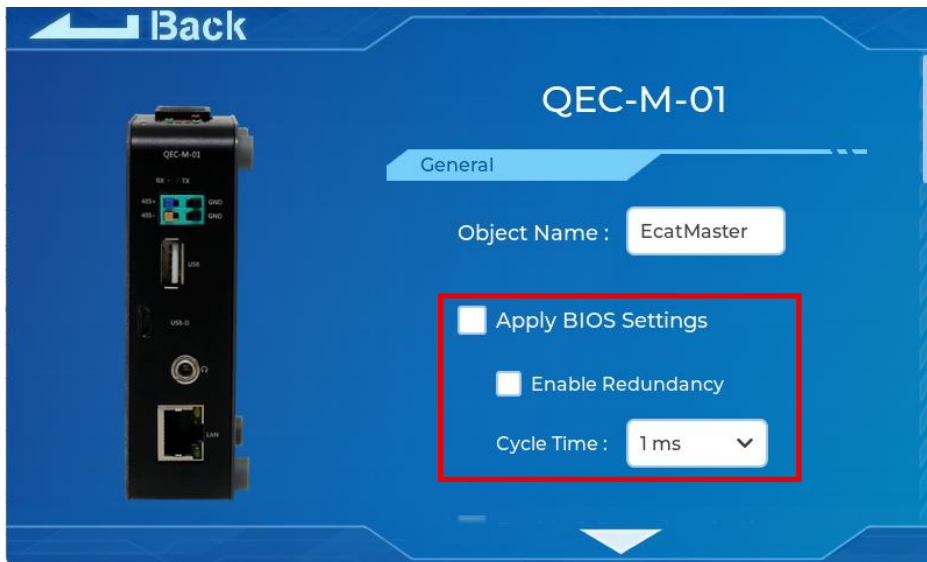 Back
QEC-M-01
General
Object Name :
EcatMaster
Apply BIOS Settings
Enable Redundancy
Cycle Time :
1 ms
QEC-M-01
RX
TX
485+
GND
485-
GND
USB
USB-D
LAN